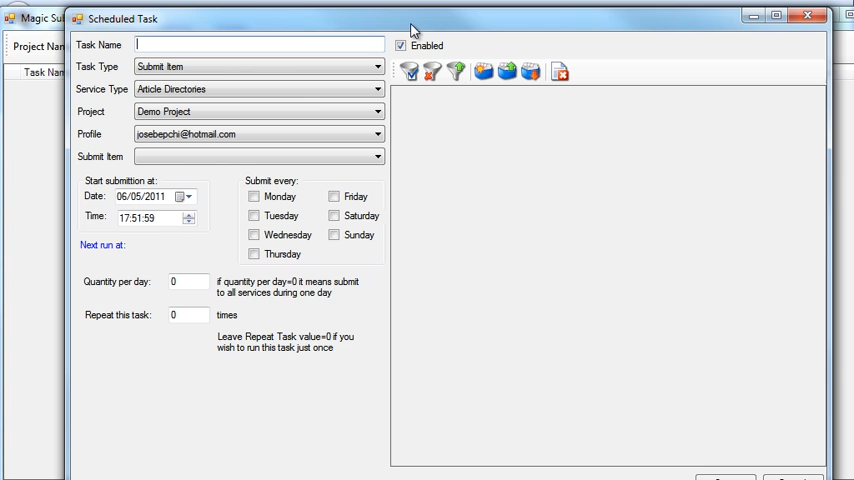 Magic Su
Scheduled Task
Project Nam
Task Name
Enabled
Task Nam
Task Type
Submit Item
Service Type
Article Directories
Project
Demo Project
Profile
josebepchi@hotmail.com
Submit Item
Start submittion at:
Submit every:
Date: 06/05/2011
Monday
Friday
Time: 17:51:59
Tuesday
Saturday
Wednesday
Sunday
Next run at:
Thursday
Quantity per day: 0
if quantity per day=0 it means submit
to all services during one day
Repeat this task: 0 times
Leave Repeat Task value=0 if you
wish to run this task just once